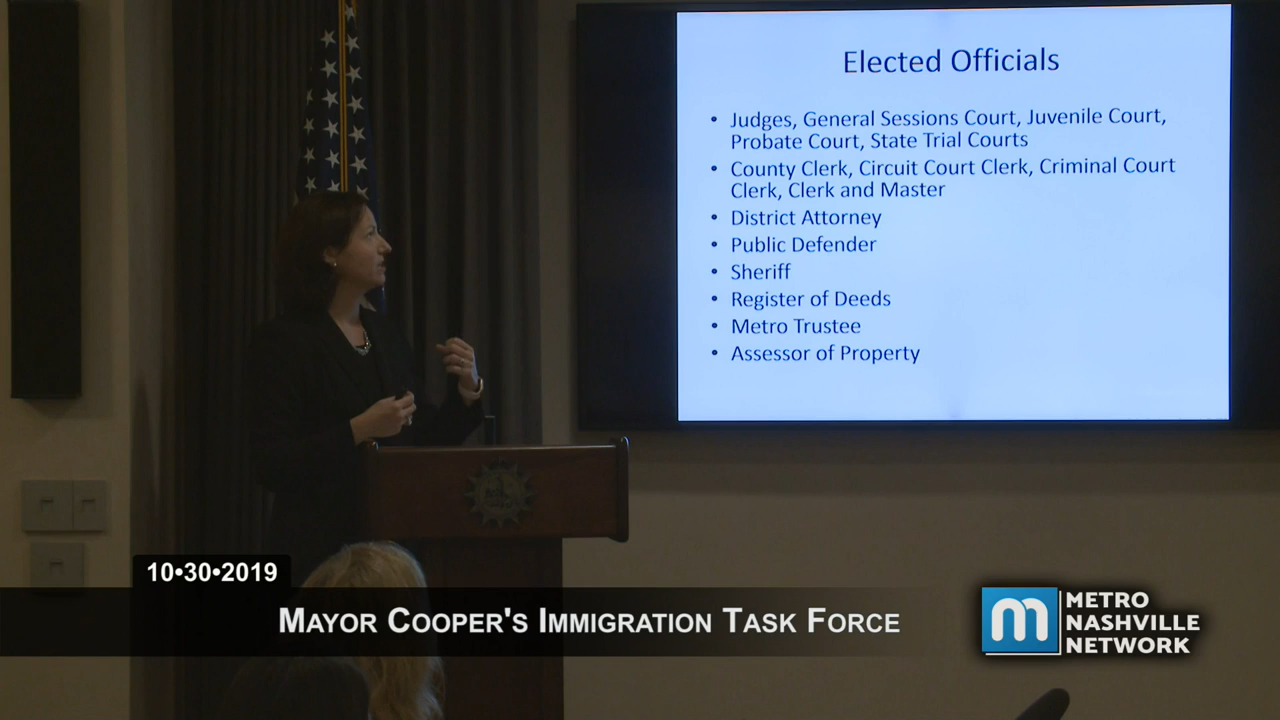 Elected Officials
• Judges, General Sessions Court, Juvenile Court,
Probate Court, State Trial Courts
• County Clerk, Circuit Court Clerk, Criminal Court
Clerk, Clerk and Master
• District Attorney
• Public Defender
• Sheriff
• Register of Deeds
• Metro Trustee
• Assessor of Property
10•30•2019
MAYOR COOPER'S IMMIGRATION TASK FORCE
m METRO
NASHVILLE
NETWORK